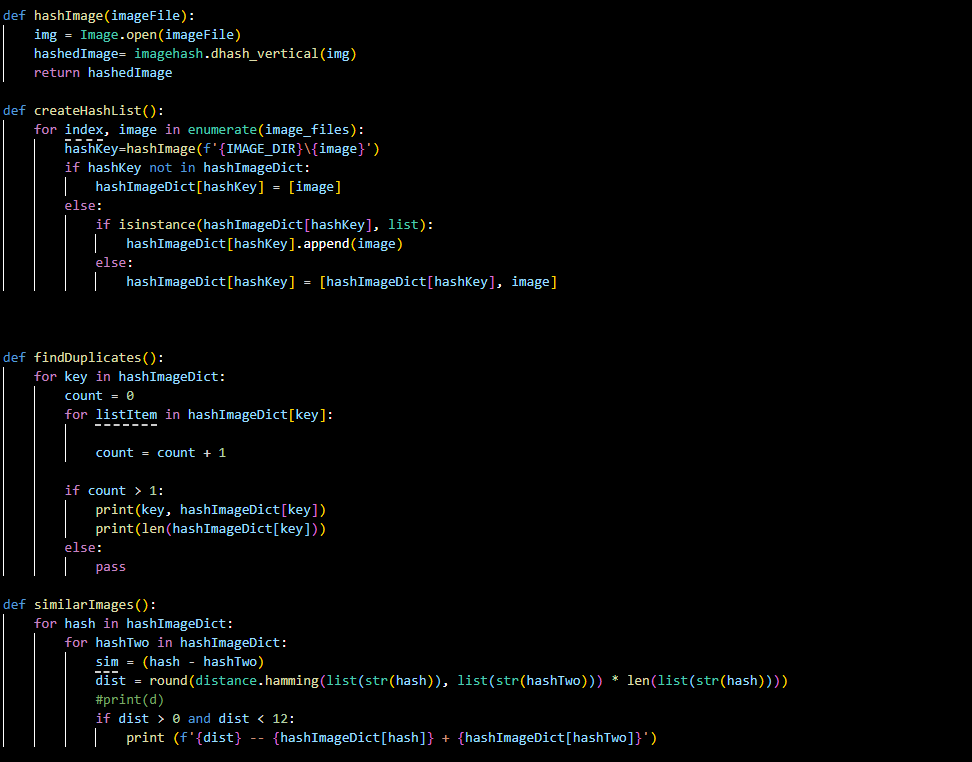 def hashImage(imageFile):
    img = Image.open(imageFile)
    hashedImage= imagehash.dhash_vertical(img)
    return hashedImage

def createHashList():
    for index, image in enumerate(image_files):
        hashKey=hashImage(f'{IMAGE_DIR}\{image}')
        if hashKey not in hashImageDict:
            hashImageDict[hashKey] = [image]
        else:
            if isinstance(hashImageDict[hashKey], list):
                hashImageDict[hashKey].append(image)
            else:
                hashImageDict[hashKey] = [hashImageDict[hashKey], image]

def findDuplicates():
    for key in hashImageDict:
        count = 0
        for listItem in hashImageDict[key]:

            count = count + 1

        if count > 1:
            print(key, hashImageDict[key])
            print(len(hashImageDict[key]))
        else:
            pass

def similarImages():
    for hash in hashImageDict:
        for hashTwo in hashImageDict:
            sim = (hash - hashTwo)
            dist = round(distance.hamming(list(str(hash)), list(str(hashTwo))) * len(list(str(hash))))
            #print(d)
            if dist > 0 and dist < 12:
                print (f'{dist} -- {hashImageDict[hash]} + {hashImageDict[hashTwo]}')